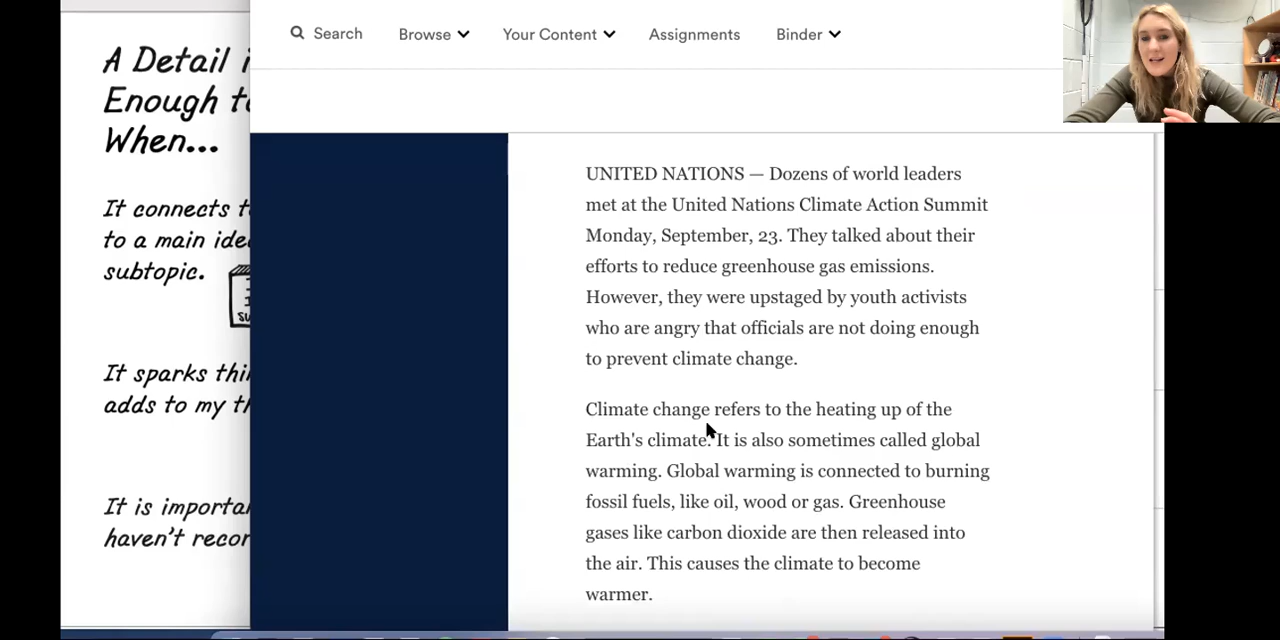 Search
Browse
Your Content
Assignments
Binder
A Detail i
Enough t
When...
It connects t
to a main ide
subtopic.
It sparks thi
adds to my t
It is importa
haven't recor
UNITED NATIONS — Dozens of world leaders
met at the United Nations Climate Action Summit
Monday, September, 23. They talked about their
efforts to reduce greenhouse gas emissions.
However, they were upstaged by youth activists
who are angry that officials are not doing enough
to prevent climate change.
Climate change refers to the heating up of the
Earth's climate. It is also sometimes called global
warming. Global warming is connected to burning
fossil fuels, like oil, wood or gas. Greenhouse
gases like carbon dioxide are then released into
the air. This causes the climate to become
warmer.